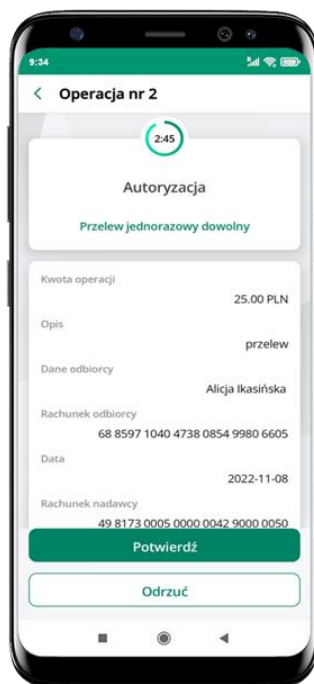 9:34
Operacja nr 2
2:45
Autoryzacja
Przelew jednorazowy dowolny
Kwota operacji
25.00 PLN
Opis
przelew
Dane odbiorcy
Alicja Ikasińska
Rachunek odbiorcy
68 8597 1040 4738 0854 9980 6605
Data
2022-11-08
Rachunek nadawcy
49 8173 0005 0000 0042 9000 0050
Potwierdź
Odrzuć